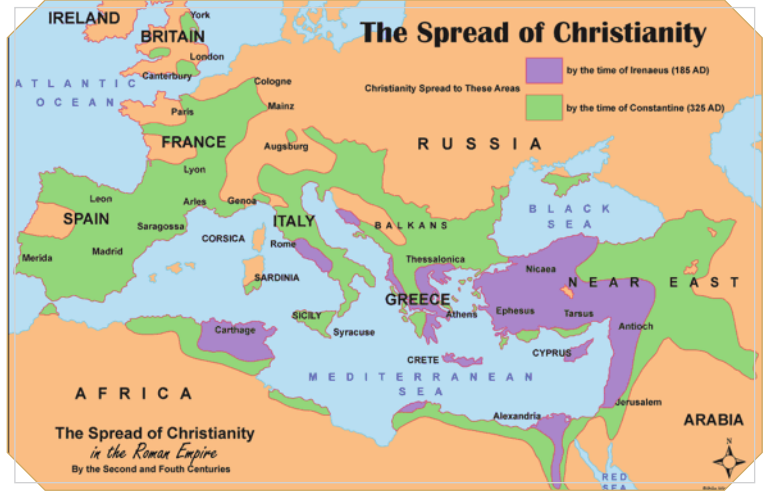 The Spread of Christianity
Christianity Spread to These Areas
by the time of Irenaeus (185 AD)
by the time of Constantine (325 AD)
IRELAND
York
BRITAIN
London
Canterbury
ATLANTIC
OCEAN
Cologne
Paris
Mainz
FRANCE
Augsburg
RUSSIA
Lyon
Leon
Arles
Genoa
SPAIN
Saragossa
ITALY
BALKANS
BLACK
SEA
CORSICA
Rome
Madrid
Merida
Thessalonica
Nicaea
NEAR EAST
SARDINIA
GREECE
SICILY
Athens
Ephesus
Tarsus
Carthage
Syracuse
Antioch
CRETE
CYPRUS
MEDITERRANEAN
SEA
AFRICA
Jerusalem
Alexandria
ARABIA
The Spread of Christianity
in the Roman Empire
By the Second and Fouth Centuries
N
RED
SEA